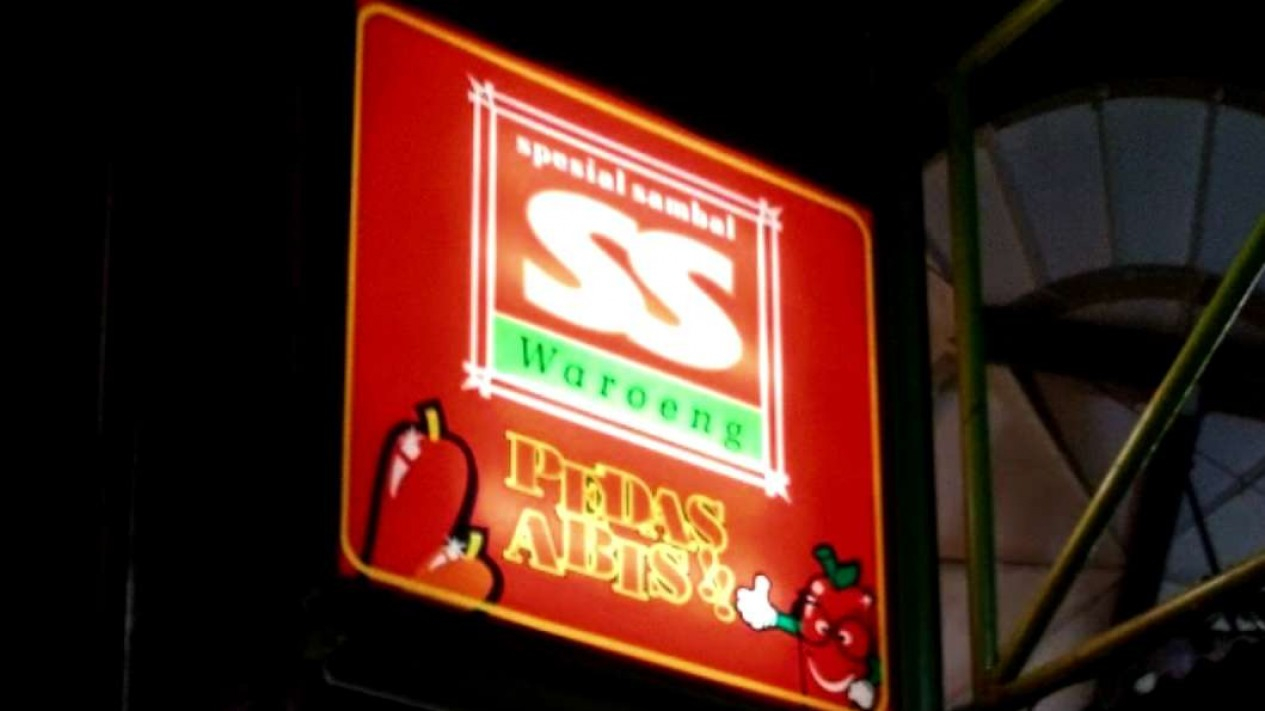 spesial sambal
SS
Waroeng
PEDAS
ABIS!!